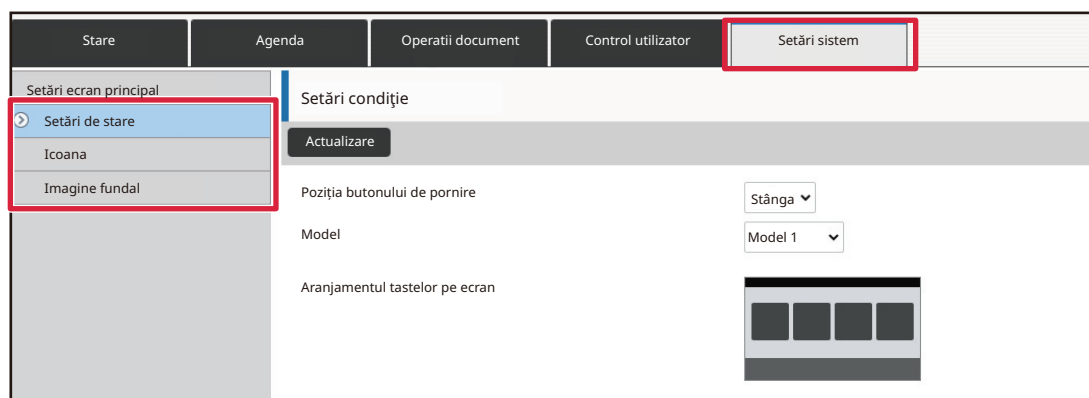 Stare Agenda Operatii document Control utilizator Setări sistem
Setări ecran principal
Setări de stare
Icoana
Imagine fundal
Setări condiţie
Actualizare
Poziția butonului de pornire Stânga
Model Model 1
Aranjamentul tastelor pe ecran